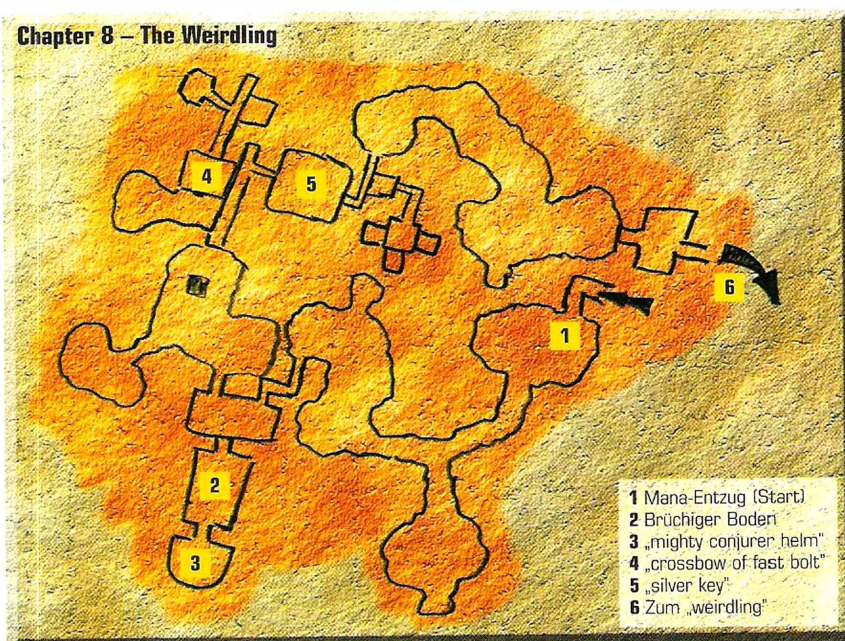 Chapter 8 – The Weirdling
4
5
6
1
2
3
1 Mana-Entzug (Start)
2 Brüchiger Boden
3 „mighty conjurer helm"
4 „crossbow of fast bolt"
5 „silver key"
6 Zum „weirdling"